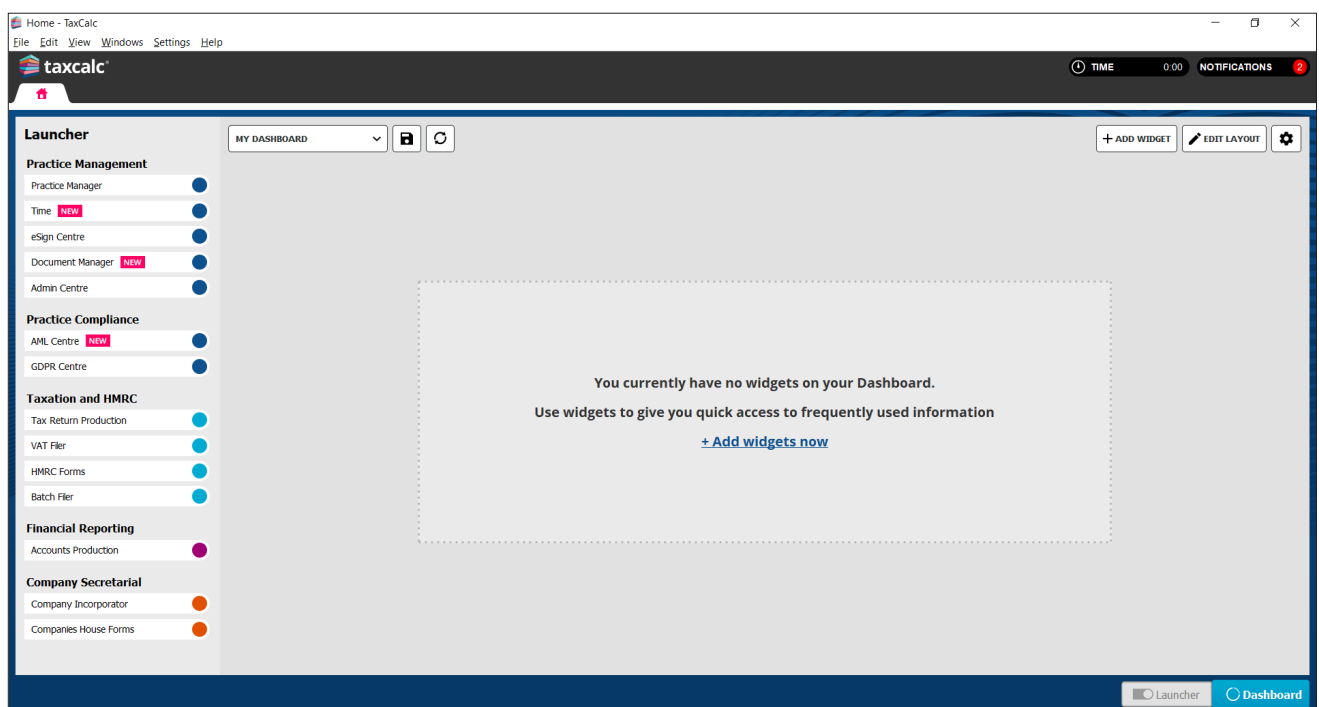 Home - TaxCalc
File Edit View Windows Settings Help
taxcalc
TIME 0:00 NOTIFICATIONS 2
Launcher
MY DASHBOARD
+ ADD WIDGET
EDIT LAYOUT
Practice Management
Practice Manager
Time NEW
eSign Centre
Document Manager NEW
Admin Centre
Practice Compliance
AML Centre NEW
GDPR Centre
Taxation and HMRC
Tax Return Production
VAT Filer
HMRC Forms
Batch Filer
Financial Reporting
Accounts Production
Company Secretarial
Company Incorporator
Companies House Forms
You currently have no widgets on your Dashboard.
Use widgets to give you quick access to frequently used information
+ Add widgets now
Launcher
Dashboard